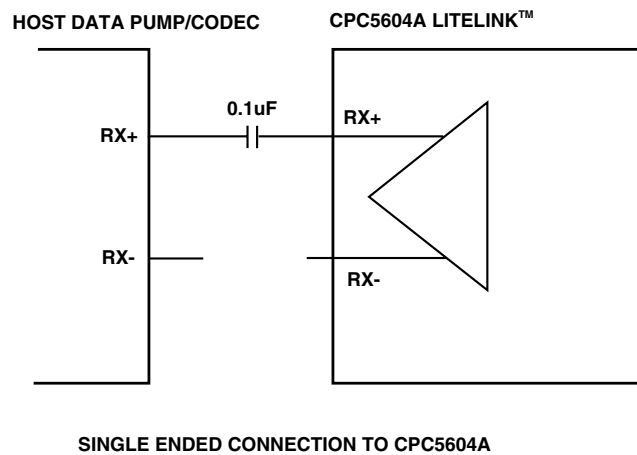 HOST DATA PUMP/CODEC
CPC5604A LITELINK™
0.1uF
RX+
RX+
RX-
RX-
SINGLE ENDED CONNECTION TO CPC5604A